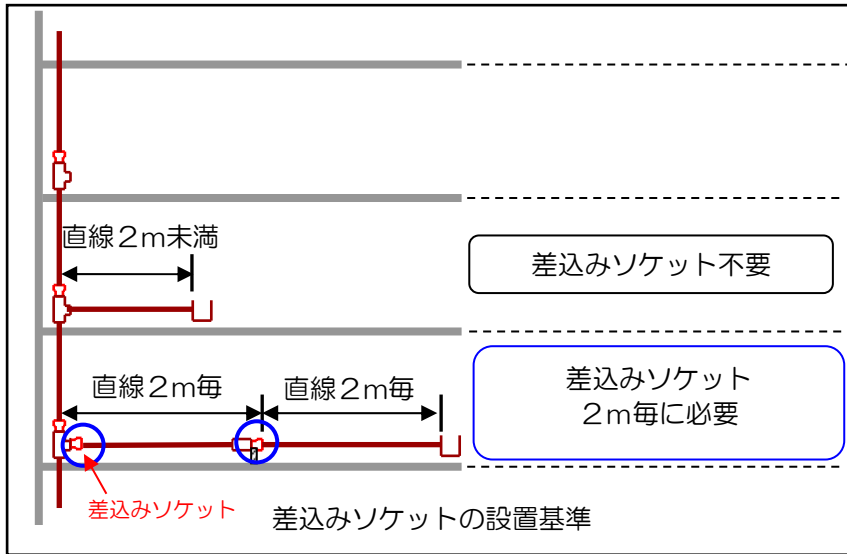 直線２ｍ未満
差込みソケット不要
直線２ｍ毎
直線２ｍ毎
差込みソケット
２ｍ毎に必要
差込みソケット
差込みソケットの設置基準